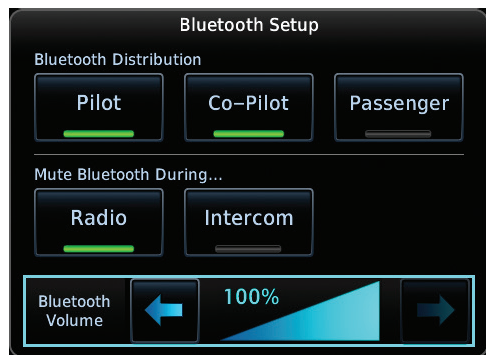 Bluetooth Setup
Bluetooth Distribution
Pilot
Co-Pilot
Passenger
Mute Bluetooth During...
Radio
Intercom
Bluetooth
Volume
100%